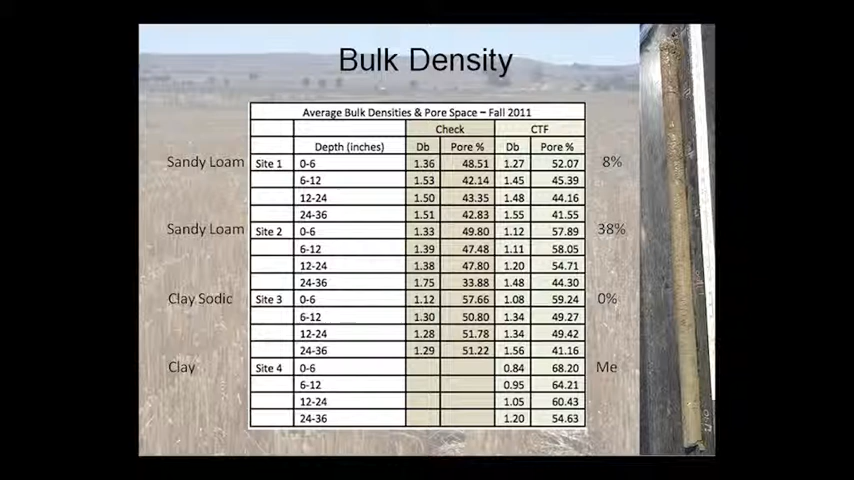 Bulk Density
Average Bulk Densities & Pore Space – Fall 2011
Check CTF
Depth (inches) Db Pore % Db Pore %
Sandy Loam Site 1 0-6 1.36 48.51 1.27 52.07 8%
6-12 1.53 42.14 1.45 45.39
12-24 1.50 43.35 1.48 44.16
24-36 1.51 42.83 1.55 41.55
Sandy Loam Site 2 0-6 1.33 49.80 1.12 57.89 38%
6-12 1.39 47.48 1.11 58.05
12-24 1.38 47.80 1.20 54.71
24-36 1.75 33.88 1.48 44.30
Clay Sodic Site 3 0-6 1.12 57.66 1.08 59.24 0%
6-12 1.30 50.80 1.34 49.27
12-24 1.28 51.78 1.34 49.42
24-36 1.29 51.22 1.56 41.16
Clay Site 4 0-6 0.84 68.20 Me
6-12 0.95 64.21
12-24 1.05 60.43
24-36 1.20 54.63